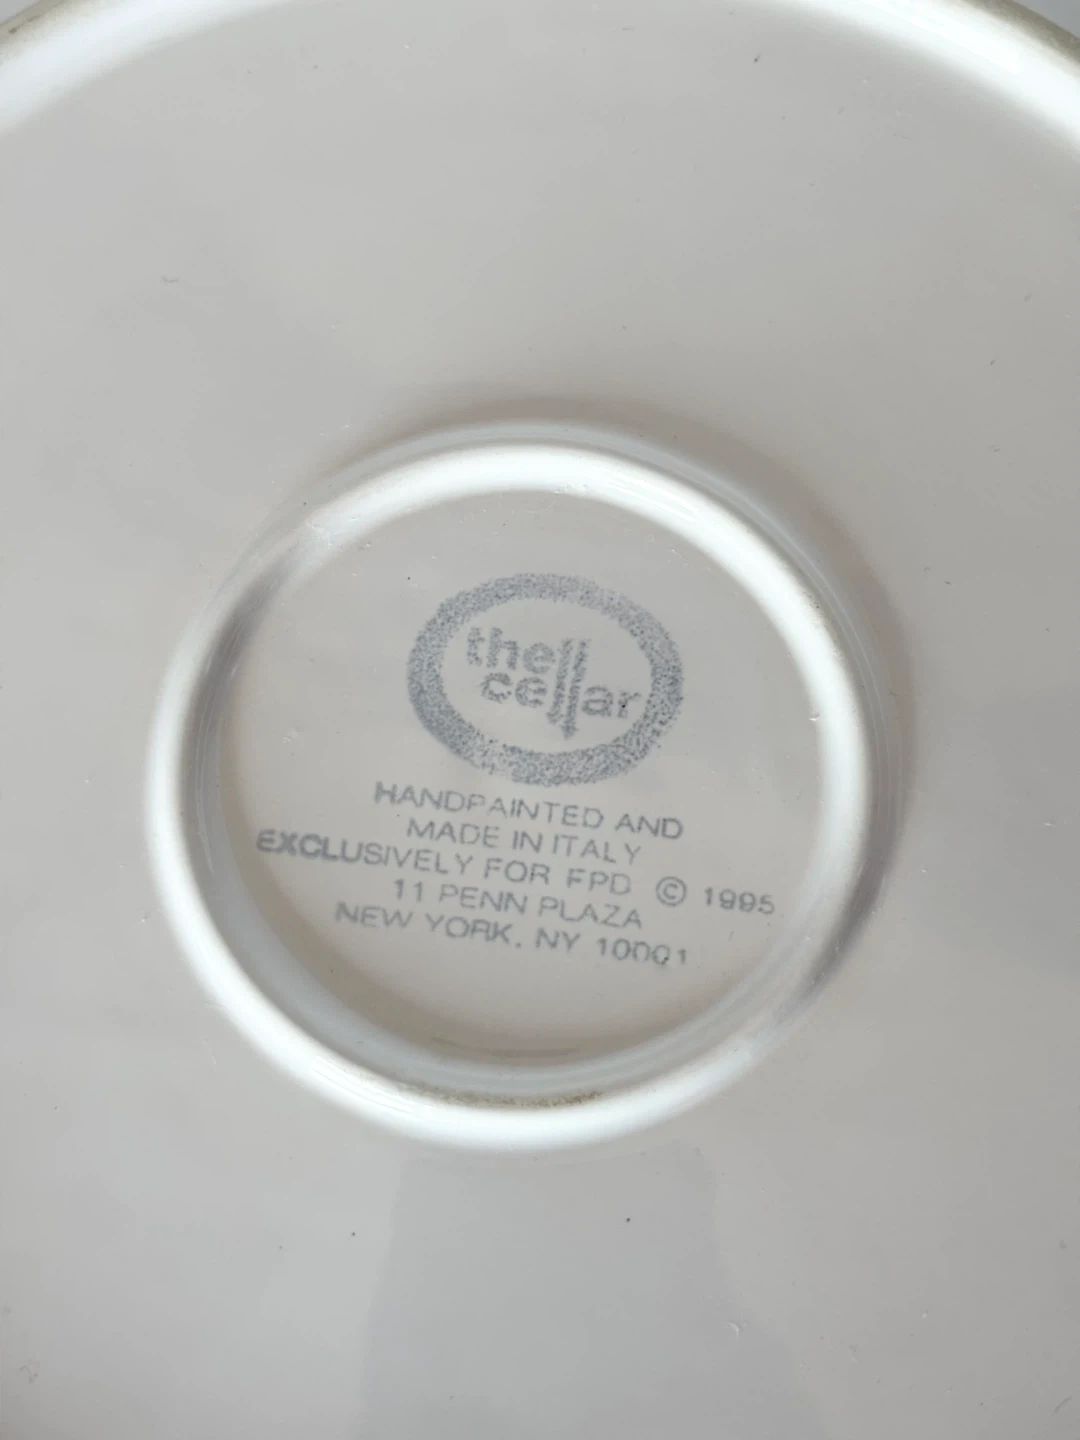 the
cellar
HANDPAINTED AND
MADE IN ITALY
EXCLUSIVELY FOR FPD © 1995
11 PENN PLAZA
NEW YORK, NY 10001